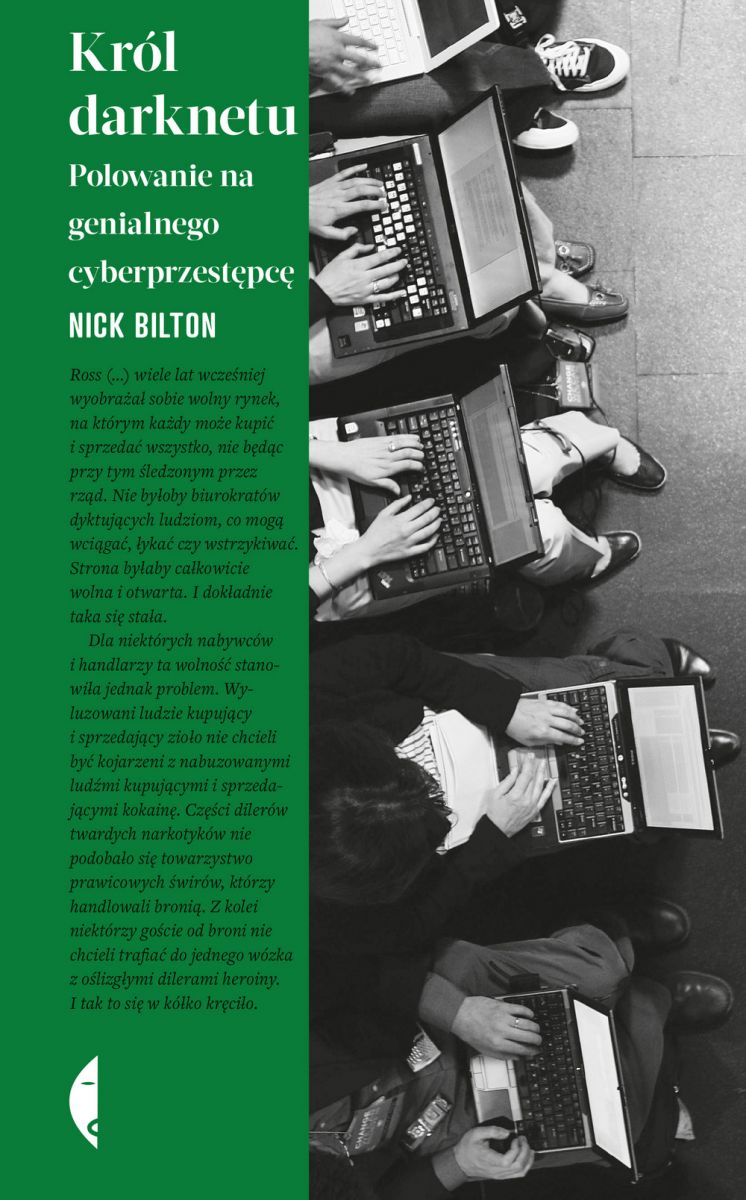 Król
darknetu
Polowanie na
genialnego
cyberprzestępcę
NICK BILTON
Ross (...) wiele lat wcześniej
wyobrażał sobie wolny rynek,
na którym każdy może kupić
i sprzedać wszystko, nie będąc
przy tym śledzonym przez
rząd. Nie byłoby biurokratów
dyktujących ludziom, co mogą
wciągać, łykać czy wstrzykiwać.
Strona byłaby całkowicie
wolna i otwarta. I dokładnie
taka się stała.
Dla niektórych nabywców
i handlarzy ta wolność stano-
wiła jednak problem. Wy-
luzowani ludzie kupujący
i sprzedający zioło nie chcieli
być kojarzeni z nabuzowanymi
ludźmi kupującymi i sprzeda-
jącymi kokainę. Części dilerów
twardych narkotyków nie
podobało się towarzystwo
prawicowych świrów, którzy
handlowali bronią. Z kolei
niektórzy goście od broni nie
chcieli trafiać do jednego wózka
z oślizgłymi dilerami heroiny.
I tak to się w kółko kręciło.
CHANGE
CHANGE